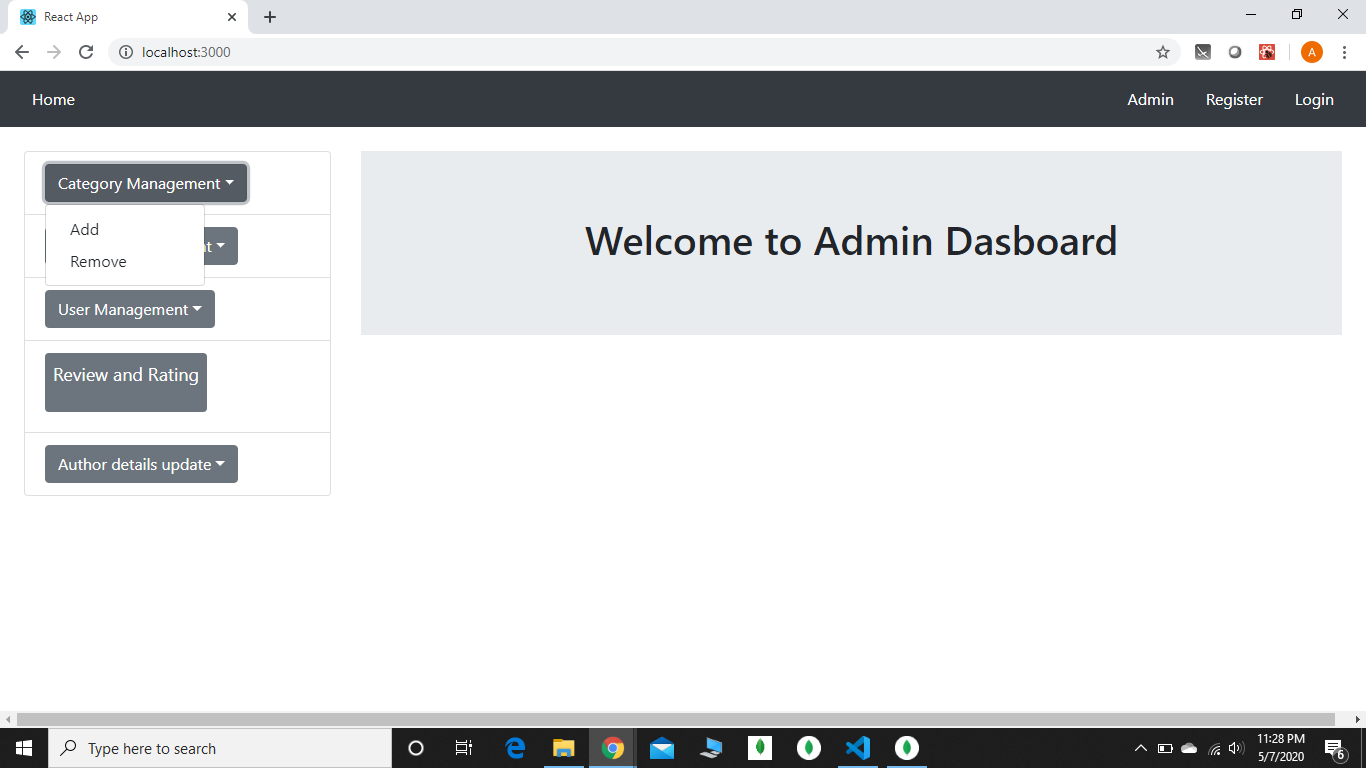 React App
localhost:3000
A
Home
Admin
Register
Login
Category Management
Add
Remove
User Management
Review and Rating
Author details update
Welcome to Admin Dasboard
Type here to search
11:28 PM
5/7/2020
6